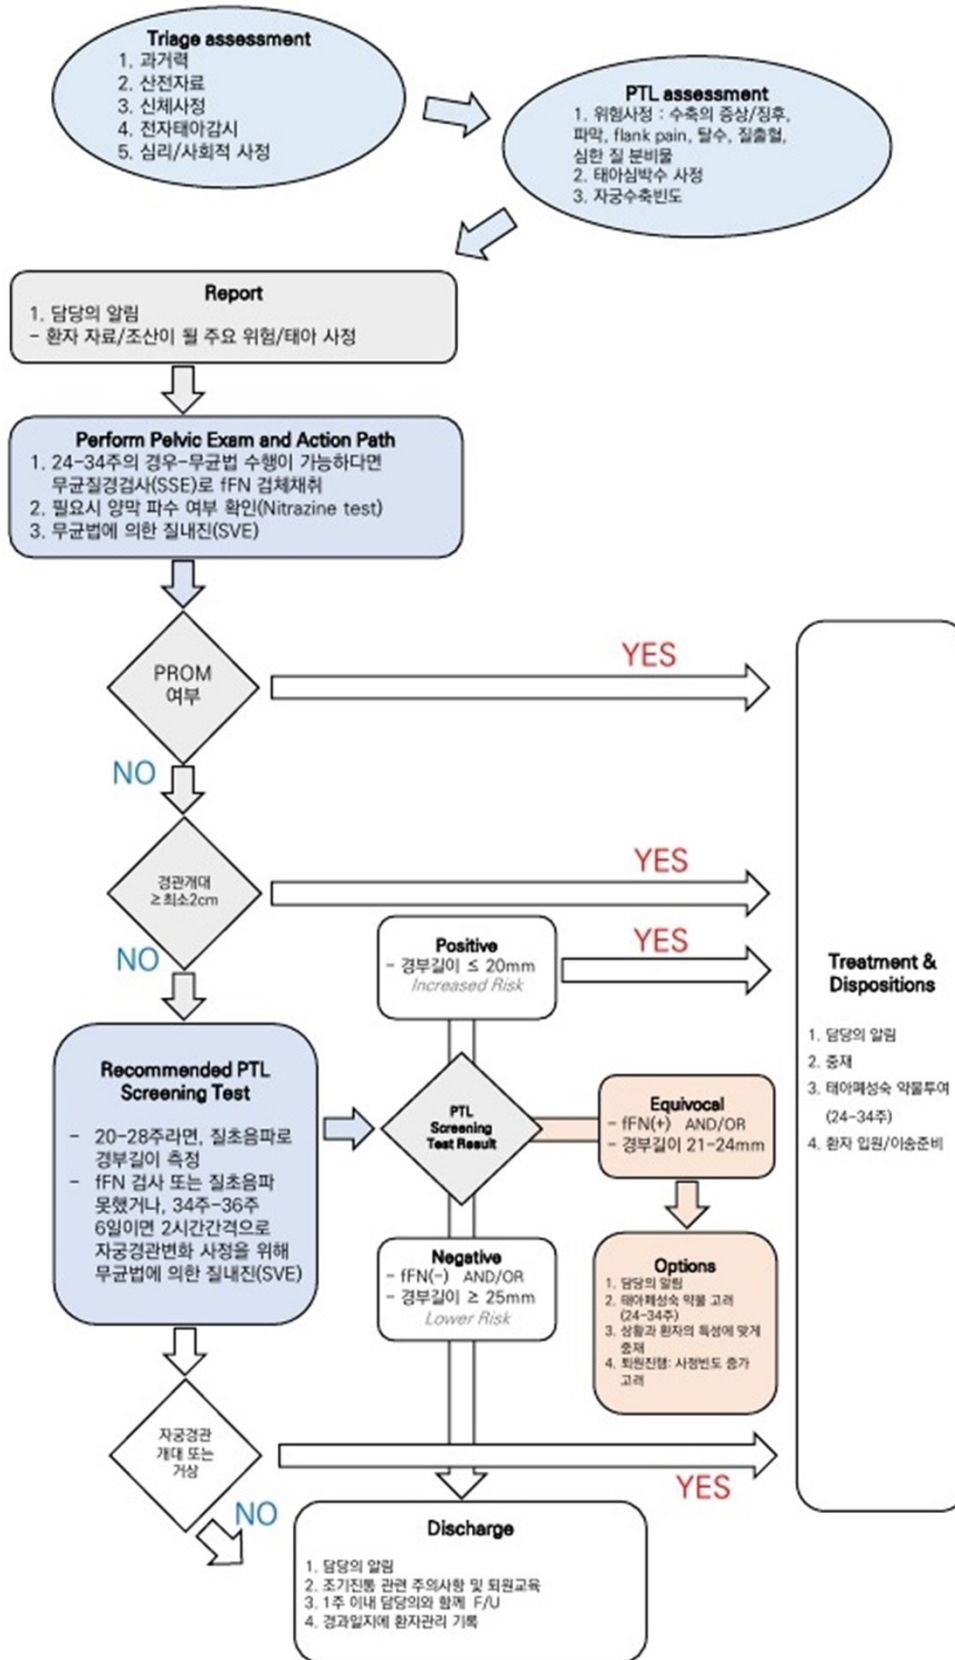 Triage assessment
1. 과거력
2. 산전자료
3. 신체사정
4. 전자태아감시
5. 심리/사회적 사정
PTL assessment
1. 위험사정 : 수축의 증상/징후,
파막, flank pain, 탈수, 질출혈,
심한 질 분비물
2. 태아심박수 사정
3. 자궁수축빈도
Report
1. 담당의 알림
- 환자 자료/조산이 될 주요 위험/태아 사정
Perform Pelvic Exam and Action Path
1. 24-34주의 경우-무균법 수행이 가능하다면
무균질경검사(SSE)로 fFN 검체채취
2. 필요시 양막 파수 여부 확인(Nitrazine test)
3. 무균법에 의한 질내진(SVE)
PROM
여부
YES
NO
경관개대
≥최소2cm
YES
NO
Positive
- 경부길이 ≤ 20mm
Increased Risk
YES
Recommended PTL
Screening Test
- 20-28주라면, 질초음파로
경부길이 측정
- fFN 검사 또는 질초음파
못했거나, 34주-36주
6일이면 2시간간격으로
자궁경관변화 사정을 위해
무균법에 의한 질내진(SVE)
PTL
Screening
Test Result
Equivocal
- fFN(+) AND/OR
- 경부길이 21-24mm
Negative
- fFN(-) AND/OR
- 경부길이 ≥ 25mm
Lower Risk
Options
1. 담당의 알림
2. 태아폐성숙 약물 고려
(24-34주)
3. 상황과 환자의 특성에 맞게
중재
4. 퇴원진행: 사정빈도 증가
고려
Treatment &
Dispositions
1. 담당의 알림
2. 중재
3. 태아폐성숙 약물투여
(24-34주)
4. 환자 입원/이송준비
자궁경관
개대 또는
거상
YES
NO
Discharge
1. 담당의 알림
2. 조기진통 관련 주의사항 및 퇴원교육
3. 1주 이내 담당의와 함께 F/U
4. 경과일지에 환자관리 기록